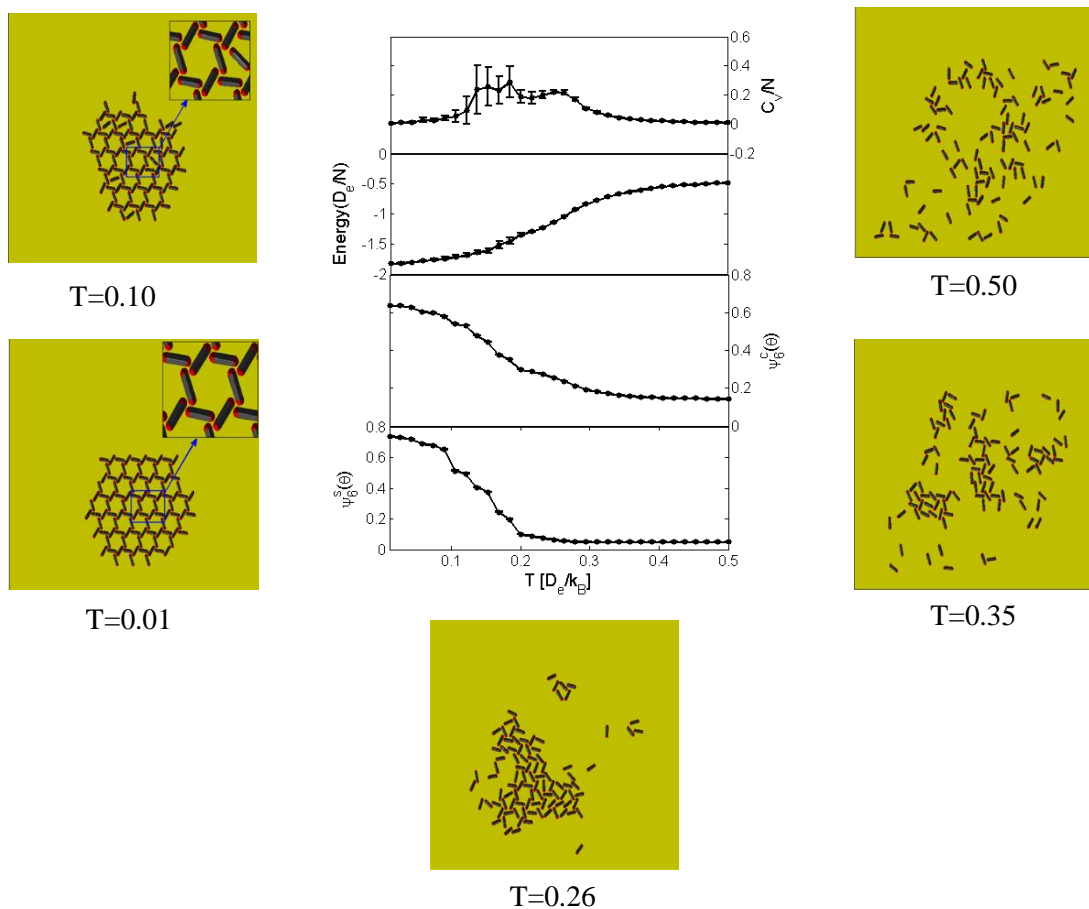 T=0.10
T=0.01
0.6
0.4
0.2
0
-0.2
C_v/N
0
-0.5
-1
-1.5
-2
Energy(D_e/N)
0.8
0.6
0.4
0.2
0
ψ_6^c(θ)
0.8
0.6
0.4
0.2
0
ψ_6^s(θ)
0.1 0.2 0.3 0.4 0.5
T [D_e/k_B]
T=0.50
T=0.35
T=0.26